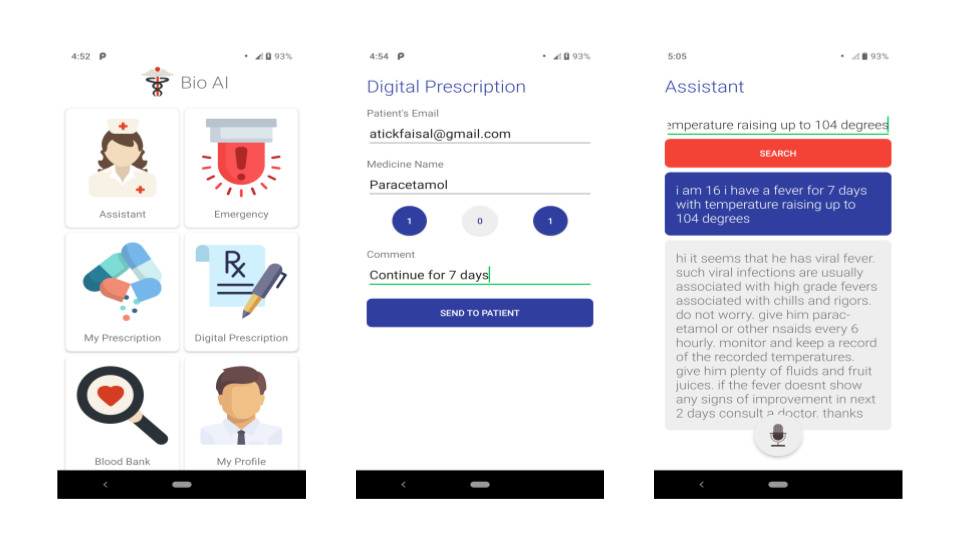 4:52 P 93%
Bio AI
Assistant
Emergency
Rx
My Prescription
Digital Prescription
Blood Bank
My Profile
4:54 P 93%
Digital Prescription
Patient's Email
atickfaisal@gmail.com
Medicine Name
Paracetamol
1 0 1
Comment
Continue for 7 days
SEND TO PATIENT
5:05 93%
Assistant
emperature raising up to 104 degrees
SEARCH
i am 16 i have a fever for 7 days
with temperature raising up to
104 degrees
hi it seems that he has viral fever.
such viral infections are usually
associated with high grade fevers
associated with chills and rigors.
do not worry. give him parac-
etamol or other nsaids every 6
hourly. monitor and keep a record
of the recorded temperatures.
give him plenty of fluids and fruit
juices. if the fever doesnt show
any signs of improvement in next
2 days consult a doctor. thanks